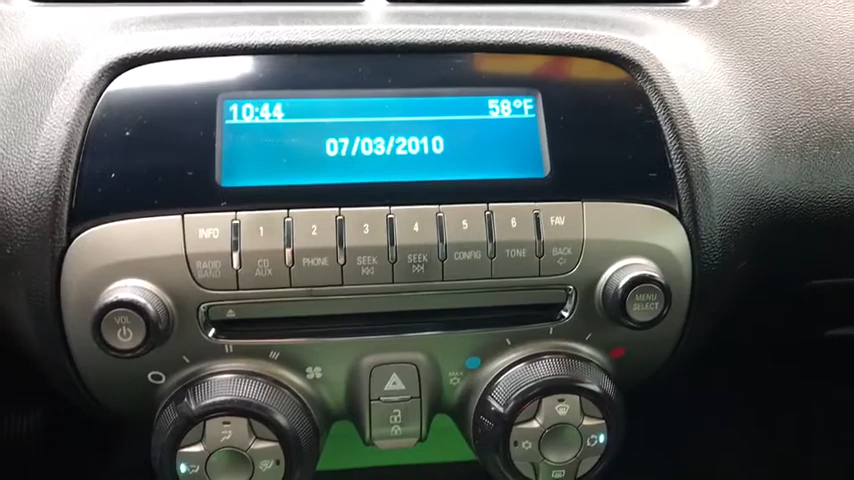 10:44 58°F
07/03/2010
INFO 1 2 3 4 5 6 FAV
RADIO BAND CD AUX PHONE SEEK SEEK CONFIG TONE BACK
VOL
MENU SELECT
MAX